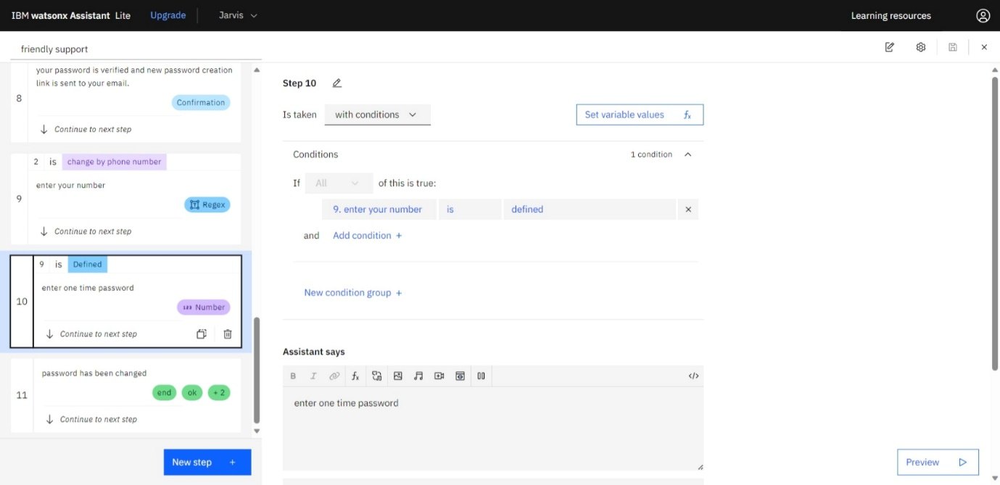 IBM watsonx Assistant Lite Upgrade Jarvis Learning resources
friendly support
your password is verified and new password creation
link is sent to your email.
8
Confirmation
Continue to next step
2 is change by phone number
enter your number
9
Regex
Continue to next step
9 is Defined
enter one time password
10
123 Number
Continue to next step
password has been changed
11
end ok + 2
Continue to next step
New step +
Step 10
Is taken with conditions Set variable values fx
Conditions 1 condition
If All of this is true:
9. enter your number is defined
and Add condition +
New condition group +
Assistant says
B I fx </>
enter one time password
Preview